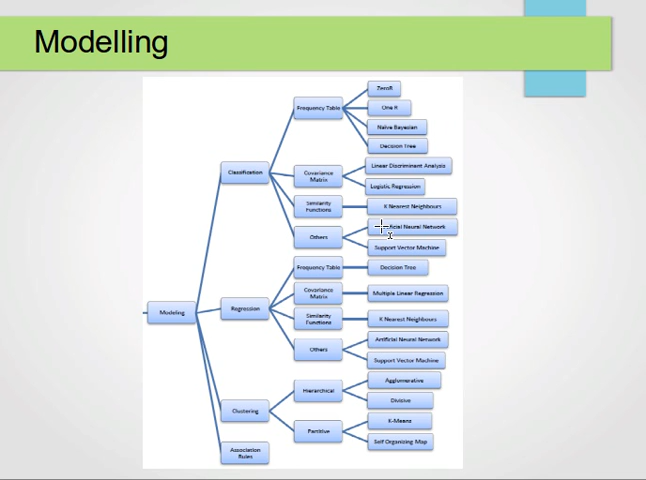 Modelling
ZeroR
Frequency Table
One R
Naive Bayesian
Decision Tree
Classification
Covariance
Matrix
Linear Discriminant Analysis
Logistic Regression
Similarity
Functions
K Nearest Neighbours
Others
ficial Neural Network
Support Vector Machine
Modeling
Regression
Frequency Table
Decision Tree
Covariance
Matrix
Multiple Linear Regression
Similarity
Functions
K Nearest Neighbours
Others
Artificial Neural Network
Support Vector Machine
Clustering
Hierarchical
Agglomerative
Divisive
Partitive
K-Means
Self Organizing Map
Association
Rules